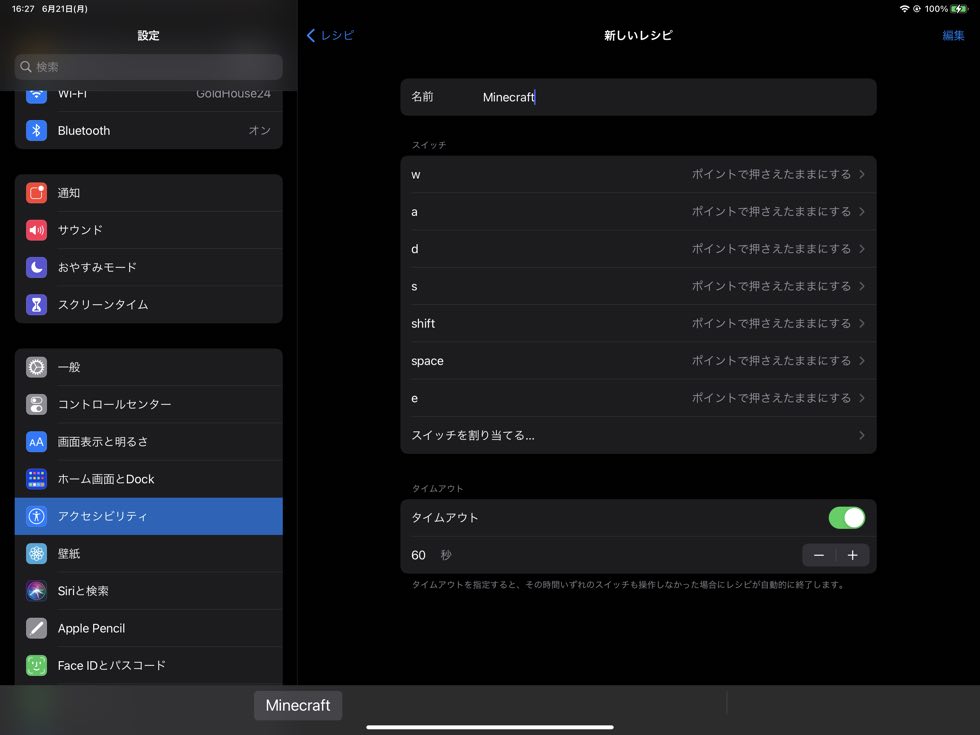 16:27 6月21日(月)
100%
設定
検索
Wi-Fi GoldHouse24
Bluetooth オン
通知
サウンド
おやすみモード
スクリーンタイム
一般
コントロールセンター
AA 画面表示と明るさ
ホーム画面とDock
アクセシビリティ
壁紙
Siriと検索
Apple Pencil
Face IDとパスコード
レシピ
新しいレシピ
編集
名前 Minecraft
スイッチ
w ポイントで押さえたままにする
a ポイントで押さえたままにする
d ポイントで押さえたままにする
s ポイントで押さえたままにする
shift ポイントで押さえたままにする
space ポイントで押さえたままにする
e ポイントで押さえたままにする
スイッチを割り当てる...
タイムアウト
タイムアウト
60 秒
タイムアウトを指定すると、その時間いずれのスイッチも操作しなかった場合にレシピが自動的に終了します。
Minecraft